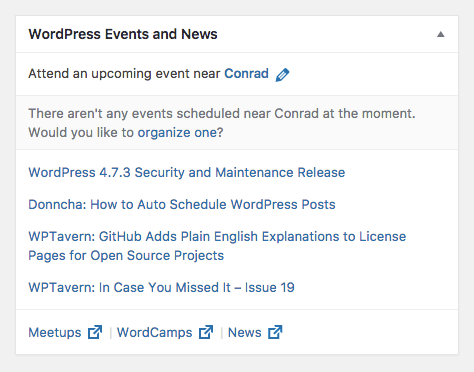 WordPress Events and News
Attend an upcoming event near Conrad
There aren't any events scheduled near Conrad at the moment.
Would you like to organize one?
WordPress 4.7.3 Security and Maintenance Release
Donncha: How to Auto Schedule WordPress Posts
WPTavern: GitHub Adds Plain English Explanations to License
Pages for Open Source Projects
WPTavern: In Case You Missed It – Issue 19
Meetups | WordCamps | News